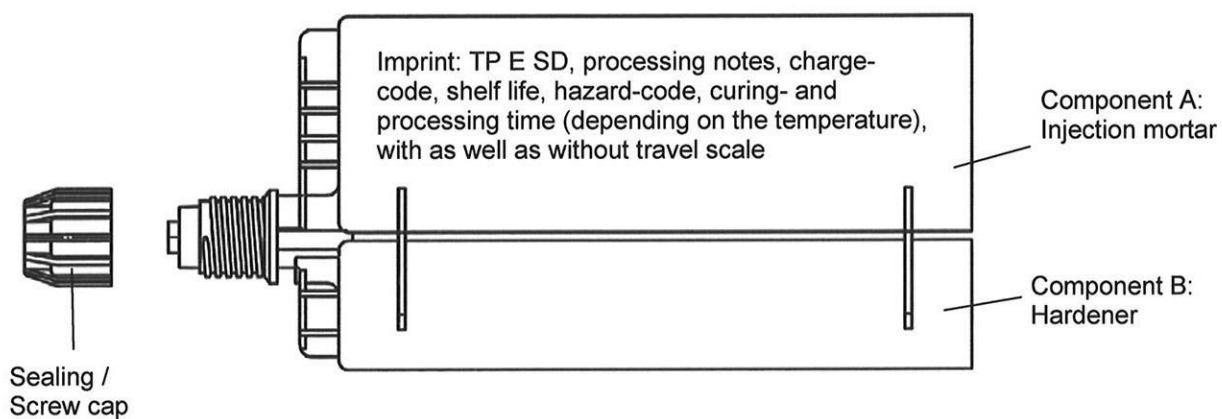 Imprint: TP E SD, processing notes, charge-
code, shelf life, hazard-code, curing- and
processing time (depending on the temperature),
with as well as without travel scale
Component A:
Injection mortar
Component B:
Hardener
Sealing /
Screw cap